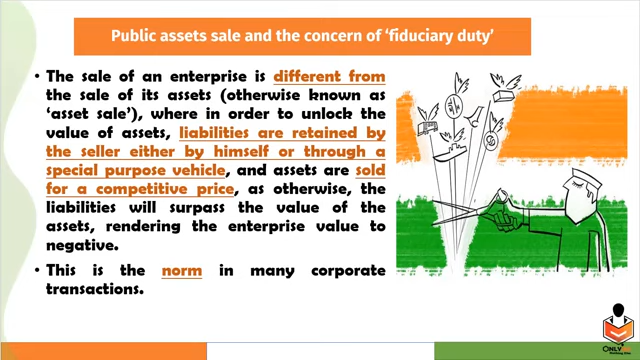 Public assets sale and the concern of ‘fiduciary duty’
• The sale of an enterprise is different from
the sale of its assets (otherwise known as
‘asset sale’), where in order to unlock the
value of assets, liabilities are retained by
the seller either by himself or through a
special purpose vehicle, and assets are sold
for a competitive price, as otherwise, the
liabilities will surpass the value of the
assets, rendering the enterprise value to
negative.
• This is the norm in many corporate
transactions.
ONLY